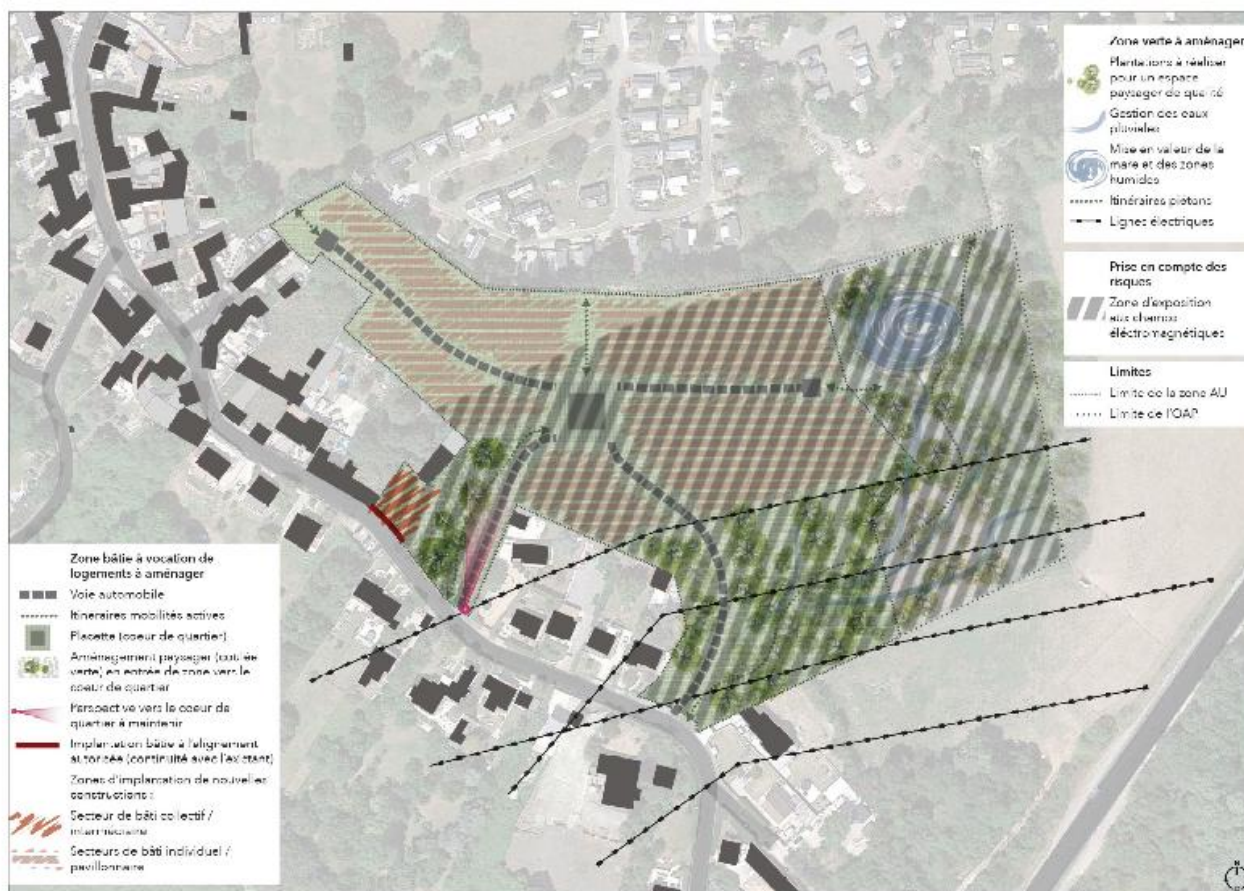 Zone verte à aménager
Plantations à réaliser
pour un espace
paysager de qualité
Gestion des eaux
pluviales
Mise en valeur de la
mare et des zones
humides
Itinéraires piétons
Lignes électriques
Prise en compte des
risques
Zone d'exposition
aux champs
éléctromagnétiques
Limites
Limite de la zone AU
Limite de l'OAP
Zone bâtie à vocation de
logements à aménager
Voie automobile
Itinéraires mobilités actives
Placette (coeur de quartier)
Aménagement paysager (coulée
verte) en entrée de zone vers le
coeur de quartier
Perspective vers le coeur de
quartier à maintenir
Implantation bâtie à l'alignement
autorisée (continuité avec l'existant)
Zones d'implantation de nouvelles
constructions :
Secteur de bâti collectif /
intermédiaire
Secteurs de bâti individuel /
pavillonnaire
N